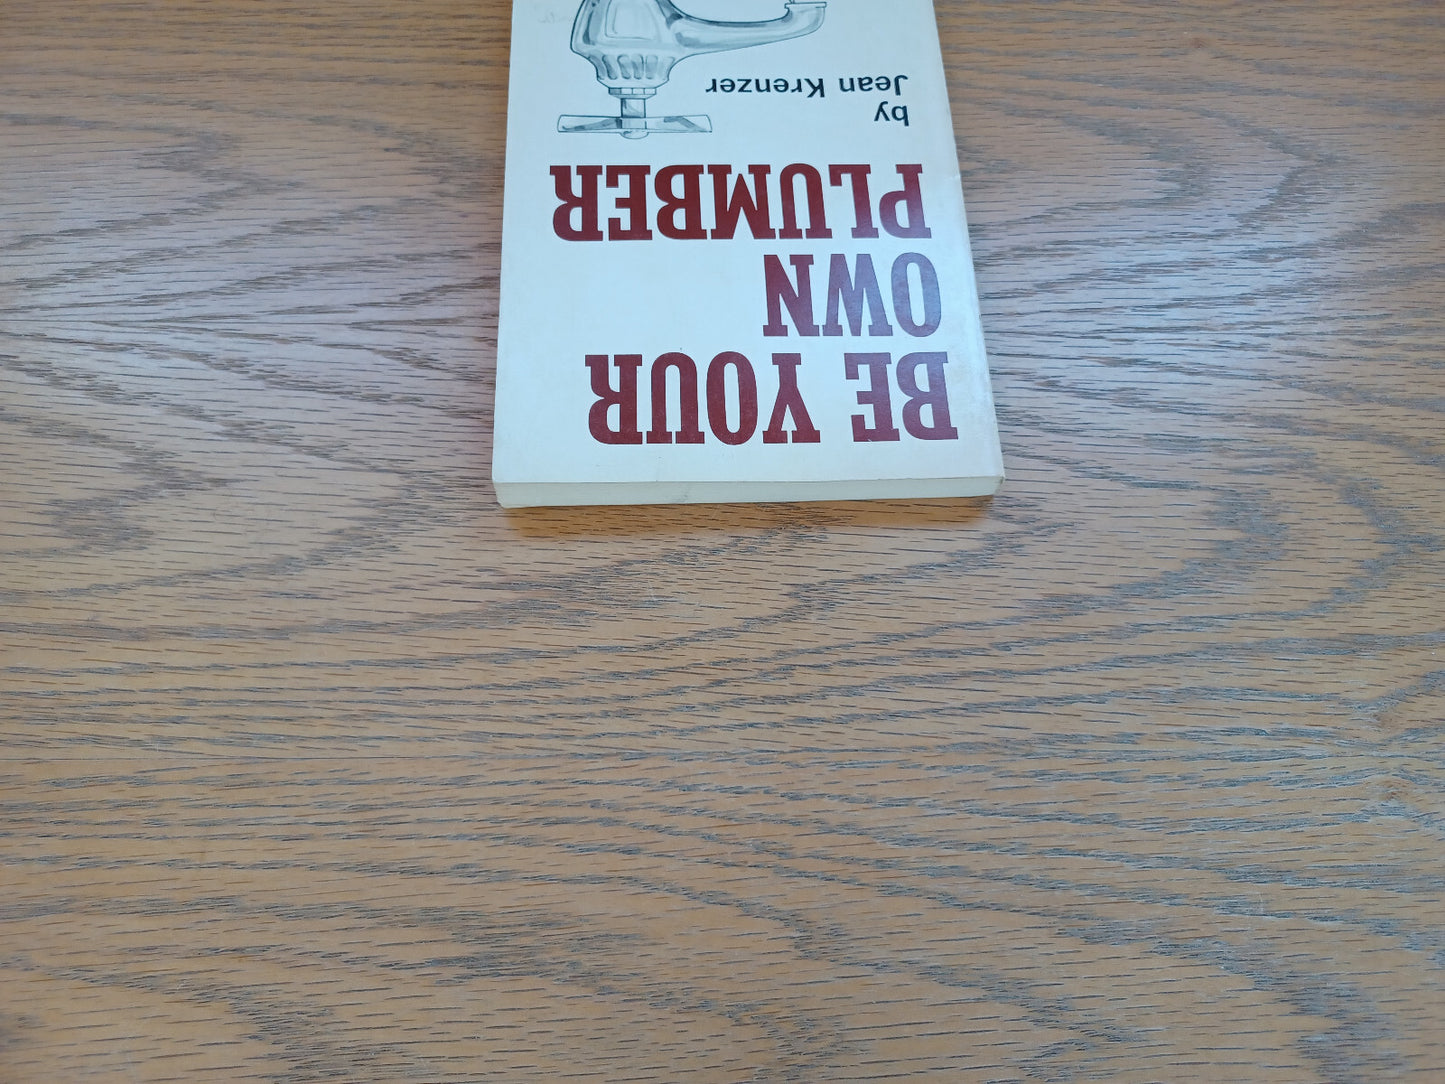 BE YOUR
OWN
PLUMBER
by
Jean Krenzer